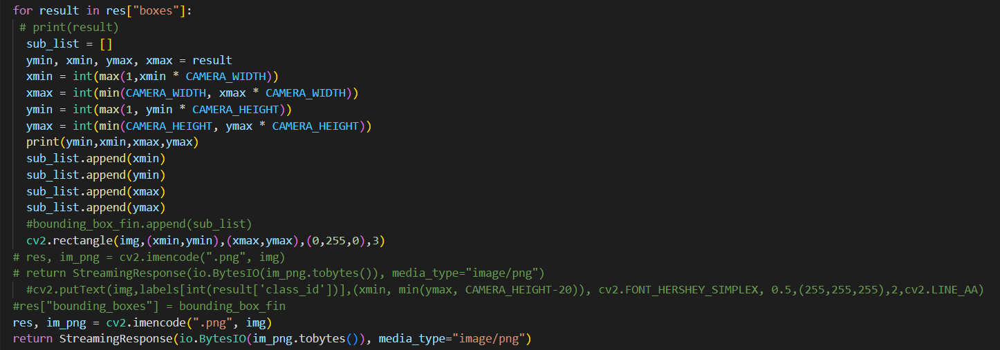 for result in res["boxes"]:
# print(result)
sub_list = []
ymin, xmin, ymax, xmax = result
xmin = int(max(1,xmin * CAMERA_WIDTH))
xmax = int(min(CAMERA_WIDTH, xmax * CAMERA_WIDTH))
ymin = int(max(1, ymin * CAMERA_HEIGHT))
ymax = int(min(CAMERA_HEIGHT, ymax * CAMERA_HEIGHT))
print(ymin,xmin,xmax,ymax)
sub_list.append(xmin)
sub_list.append(ymin)
sub_list.append(xmax)
sub_list.append(ymax)
#bounding_box_fin.append(sub_list)
cv2.rectangle(img,(xmin,ymin),(xmax,ymax),(0,255,0),3)
# res, im_png = cv2.imencode(".png", img)
# return StreamingResponse(io.BytesIO(im_png.tobytes()), media_type="image/png")
#cv2.putText(img,labels[int(result['class_id'])],(xmin, min(ymax, CAMERA_HEIGHT-20)), cv2.FONT_HERSHEY_SIMPLEX, 0.5,(255,255,255),2,cv2.LINE_AA)
#res["bounding_boxes"] = bounding_box_fin
res, im_png = cv2.imencode(".png", img)
return StreamingResponse(io.BytesIO(im_png.tobytes()), media_type="image/png")